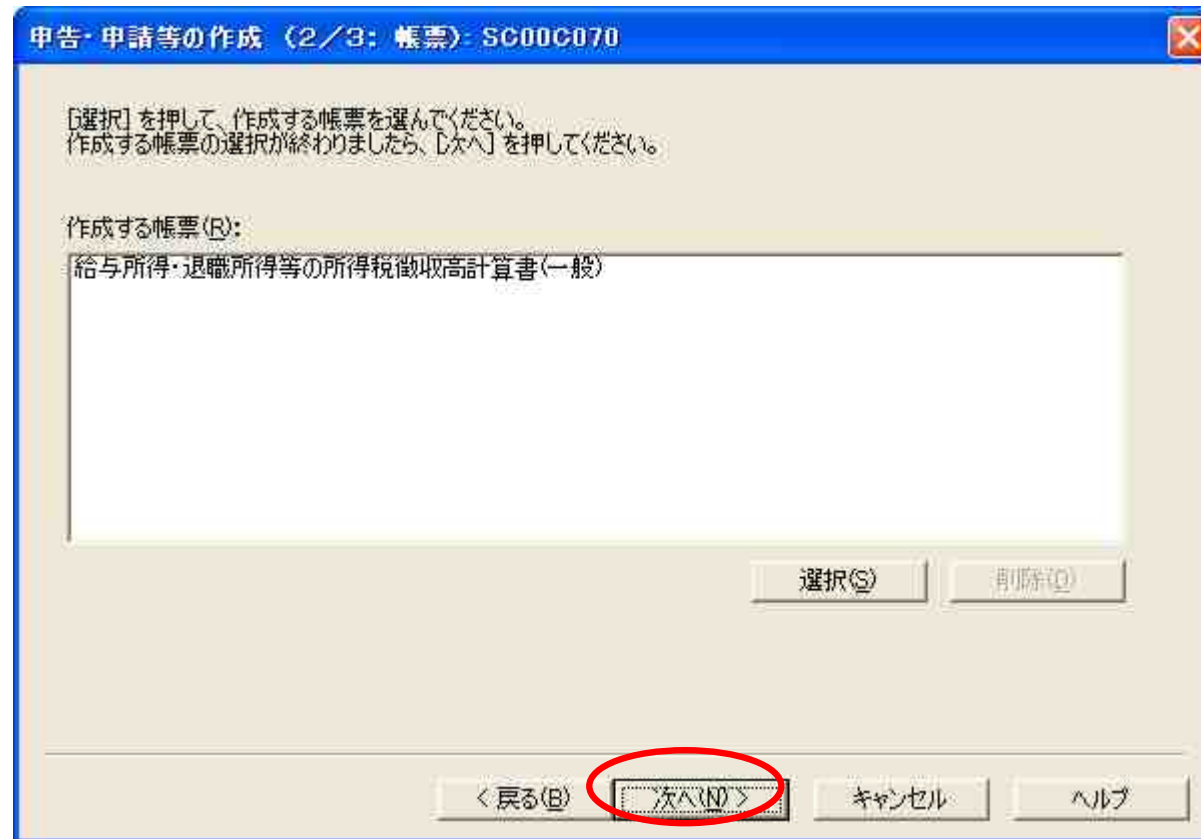 申告・申請等の作成 (2/3: 帳票): SC00C070
[選択] を押して、作成する帳票を選んでください。
作成する帳票の選択が終わりましたら、[次へ] を押してください。
作成する帳票(R):
給与所得・退職所得等の所得税徴収高計算書(一般)
選択(S)
削除(D)
< 戻る(B)
次へ(N) >
キャンセル
ヘルプ